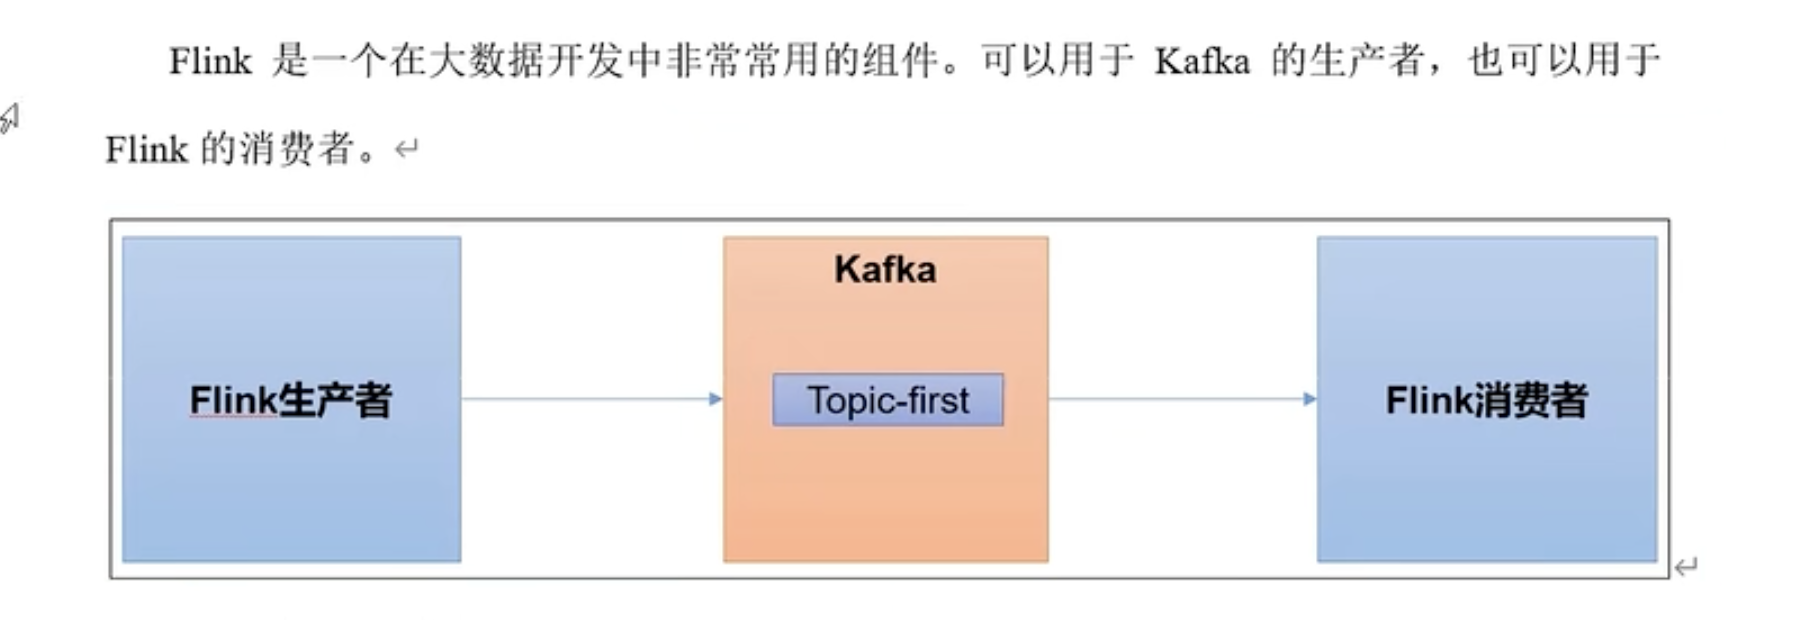 Flink 是一个在大数据开发中非常常用的组件。可以用于 Kafka 的生产者，也可以用于
Flink 的消费者。
Kafka
Flink生产者
Topic-first
Flink消费者